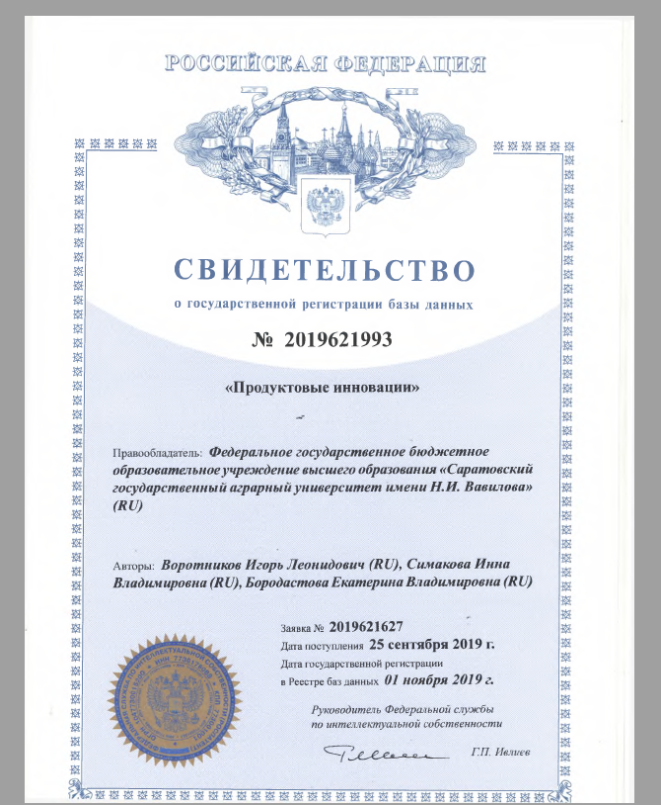 РОССИЙСКАЯ ФЕДЕРАЦИЯ
СВИДЕТЕЛЬСТВО
о государственной регистрации базы данных
№ 2019621993
«Продуктовые инновации»
Правообладатель: Федеральное государственное бюджетное
образовательное учреждение высшего образования «Саратовский
государственный аграрный университет имени Н.И. Вавилова»
(RU)
Авторы: Воротников Игорь Леонидович (RU), Симакова Инна
Владимировна (RU), Бородастова Екатерина Владимировна (RU)
Заявка № 2019621627
Дата поступления 25 сентября 2019 г.
Дата государственной регистрации
в Реестре баз данных 01 ноября 2019 г.
Руководитель Федеральной службы
по интеллектуальной собственности
Г.П. Ивлиев